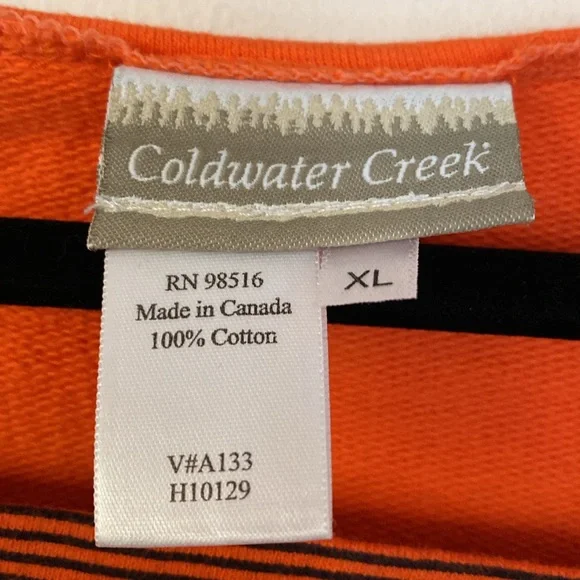 Coldwater Creek
XL
RN 98516
Made in Canada
100% Cotton
V#A133
H10129